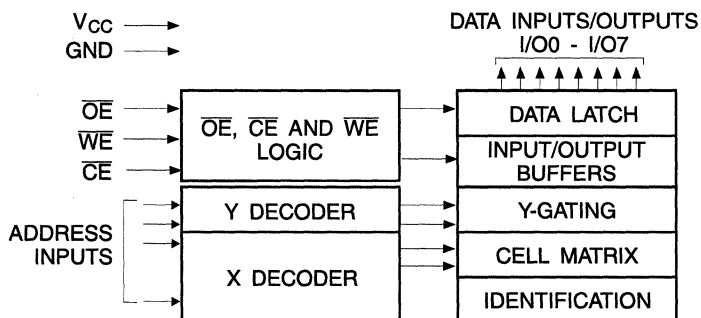 VCC
GND
DATA INPUTS/OUTPUTS
I/O0 - I/O7
OE
WE
CE
OE, CE AND WE
LOGIC
DATA LATCH
INPUT/OUTPUT
BUFFERS
ADDRESS
INPUTS
Y DECODER
Y-GATING
X DECODER
CELL MATRIX
IDENTIFICATION